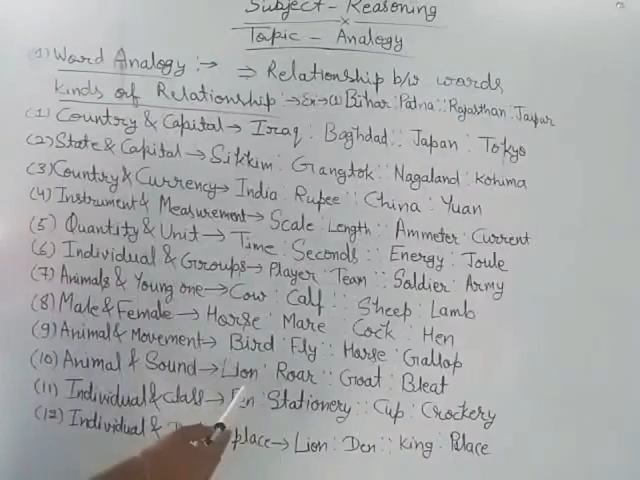 Subject - Reasoning
×
Topic - Analogy
1) Word Analogy :→ ⇒ Relationship b/w words
kinds of Relationship :→ Ex→(1) Bihar : Patna :: Rajasthan : Jaipur
(1) Country & Capital → Iraq : Baghdad :: Japan : Tokyo
(2) State & Capital → Sikkim : Gangtok :: Nagaland : Kohima
(3) Country & Currency → India : Rupee :: China : Yuan
(4) Instrument & Measurement → Scale : Length :: Ammeter : Current
(5) Quantity & Unit → Time : Seconds :: Energy : Joule
(6) Individual & Groups → Player : Team :: Saldier : Army
(7) Animals & Young one → Cow : Calf :: Sheep : Lamb
(8) Male & Female → Horse : Mare :: Cock : Hen
(9) Animal & Movement → Bird : Fly :: Horse : Gallop
(10) Animal & Sound → Lion : Roar :: Goat : Bleat
(11) Individual & Class → Pen : Stationery :: Cup : Crockery
(12) Individual & place → Lion : Den :: King : Palace